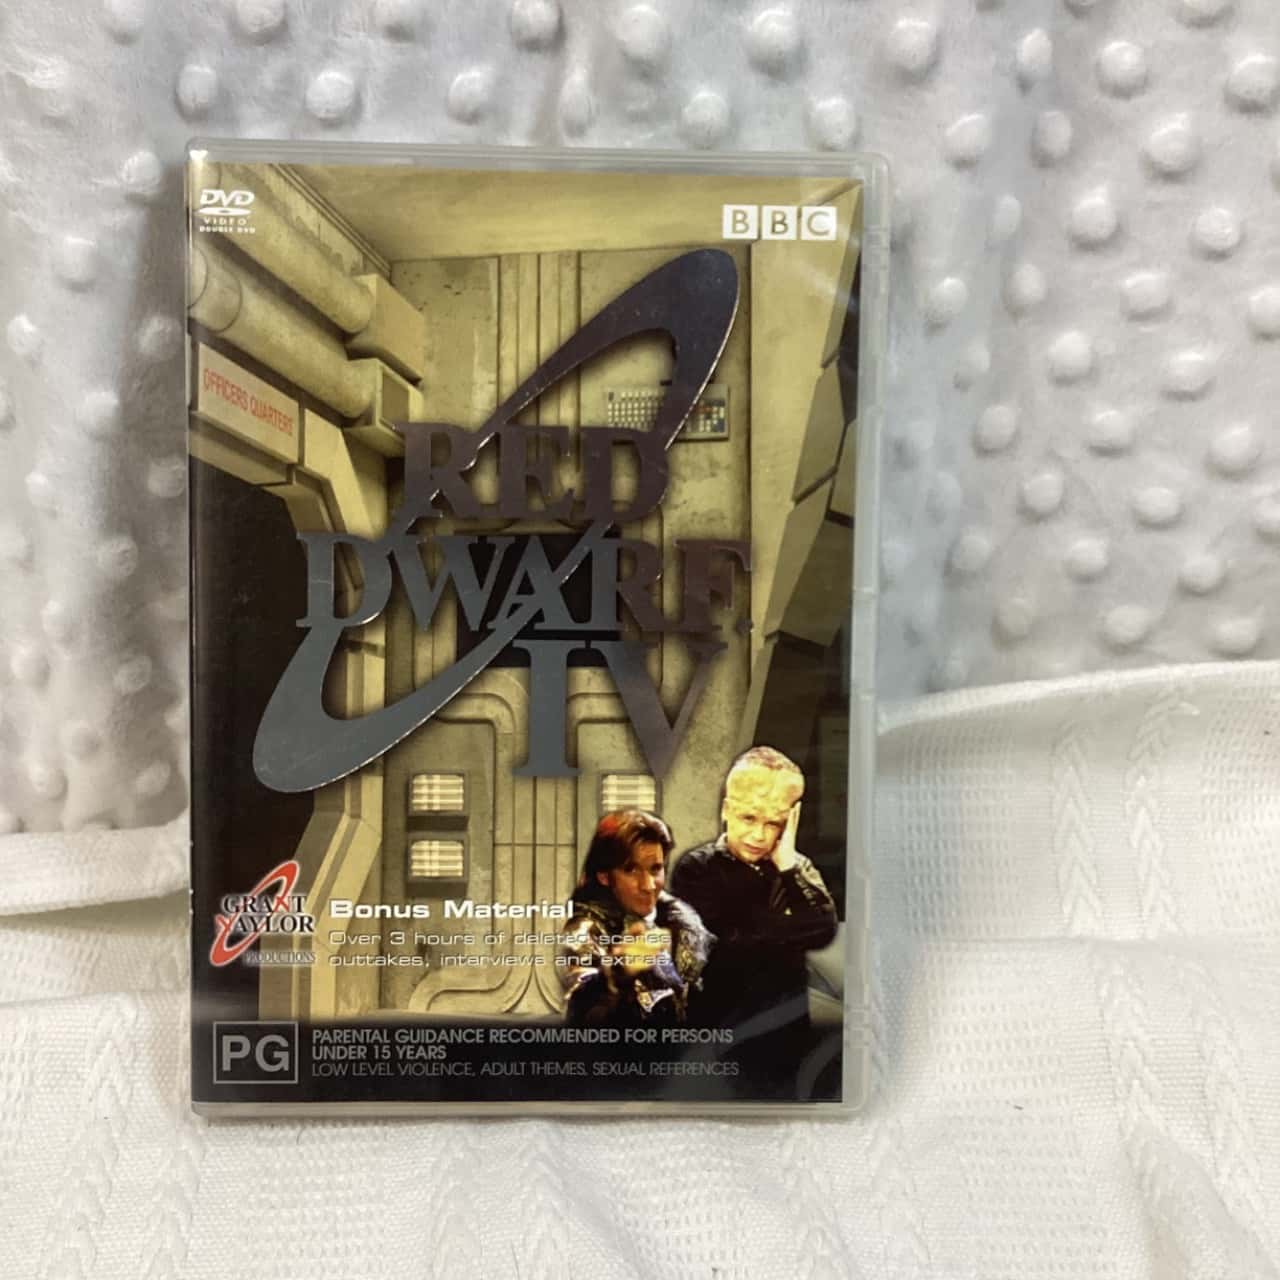 DVD
VIDEO
DOUBLE DVD
BBC
OFFICERS QUARTERS
RED
DWARF
IV
GRANT
NAYLOR
PRODUCTIONS
Bonus Material
Over 3 hours of deleted scenes
outtakes, interviews and extras.
PG
PARENTAL GUIDANCE RECOMMENDED FOR PERSONS
UNDER 15 YEARS
LOW LEVEL VIOLENCE, ADULT THEMES, SEXUAL REFERENCES